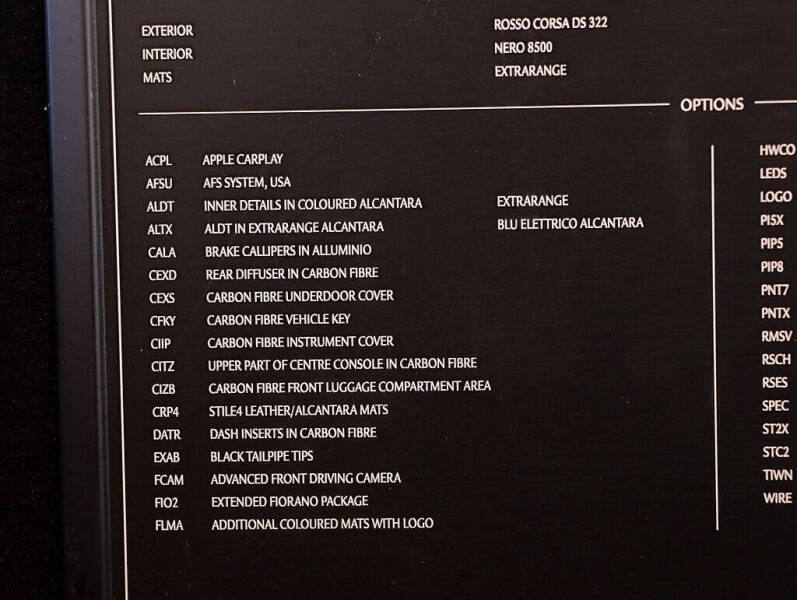 EXTERIOR ROSSO CORSA DS 322
INTERIOR NERO 8500
MATS EXTRARANGE
OPTIONS
ACPL APPLE CARPLAY
AFSU AFS SYSTEM, USA
ALDT INNER DETAILS IN COLOURED ALCANTARA EXTRARANGE
ALTX ALDT IN EXTRARANGE ALCANTARA BLU ELETTRICO ALCANTARA
CALA BRAKE CALLIPERS IN ALLUMINIO
CEXD REAR DIFFUSER IN CARBON FIBRE
CEXS CARBON FIBRE UNDERDOOR COVER
CFKY CARBON FIBRE VEHICLE KEY
CIIP CARBON FIBRE INSTRUMENT COVER
CITZ UPPER PART OF CENTRE CONSOLE IN CARBON FIBRE
CIZB CARBON FIBRE FRONT LUGGAGE COMPARTMENT AREA
CRP4 STILE4 LEATHER/ALCANTARA MATS
DATR DASH INSERTS IN CARBON FIBRE
EXAB BLACK TAILPIPE TIPS
FCAM ADVANCED FRONT DRIVING CAMERA
FIO2 EXTENDED FIORANO PACKAGE
FLMA ADDITIONAL COLOURED MATS WITH LOGO
HWCO
LEDS
LOGO
PI5X
PIP5
PIP8
PNT7
PNTX
RMSV
RSCH
RSES
SPEC
ST2X
STC2
TIWN
WIRE